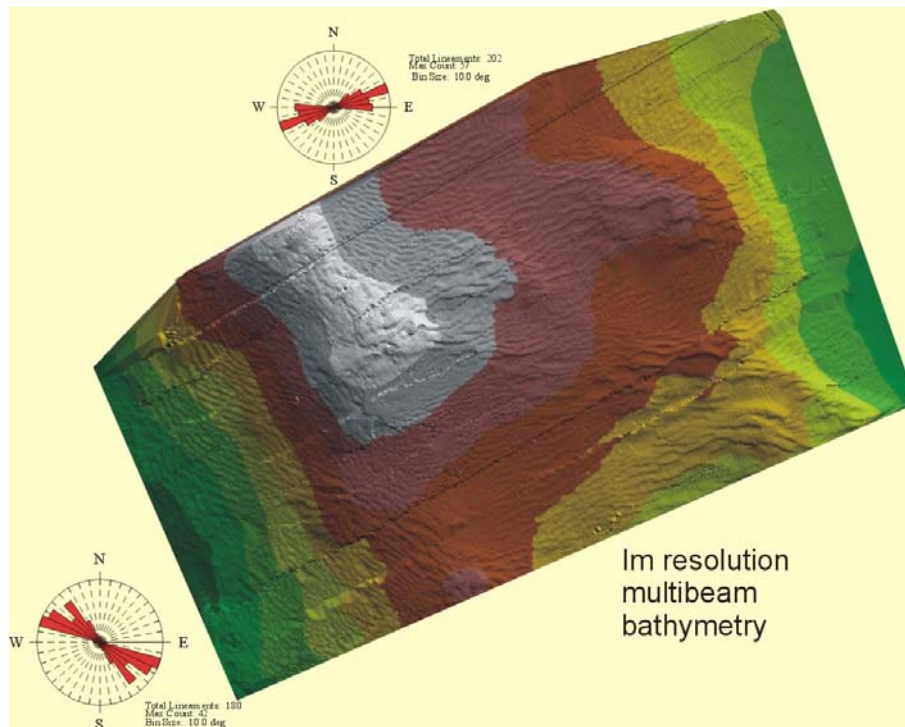 N
Total Lineaments: 202
Max Count: 57
Bin Size: 10.0 deg
W E
S
Im resolution
multibeam
bathymetry
N
W E
S
Total Lineaments: 180
Max Count: 42
Bin Size: 10.0 deg